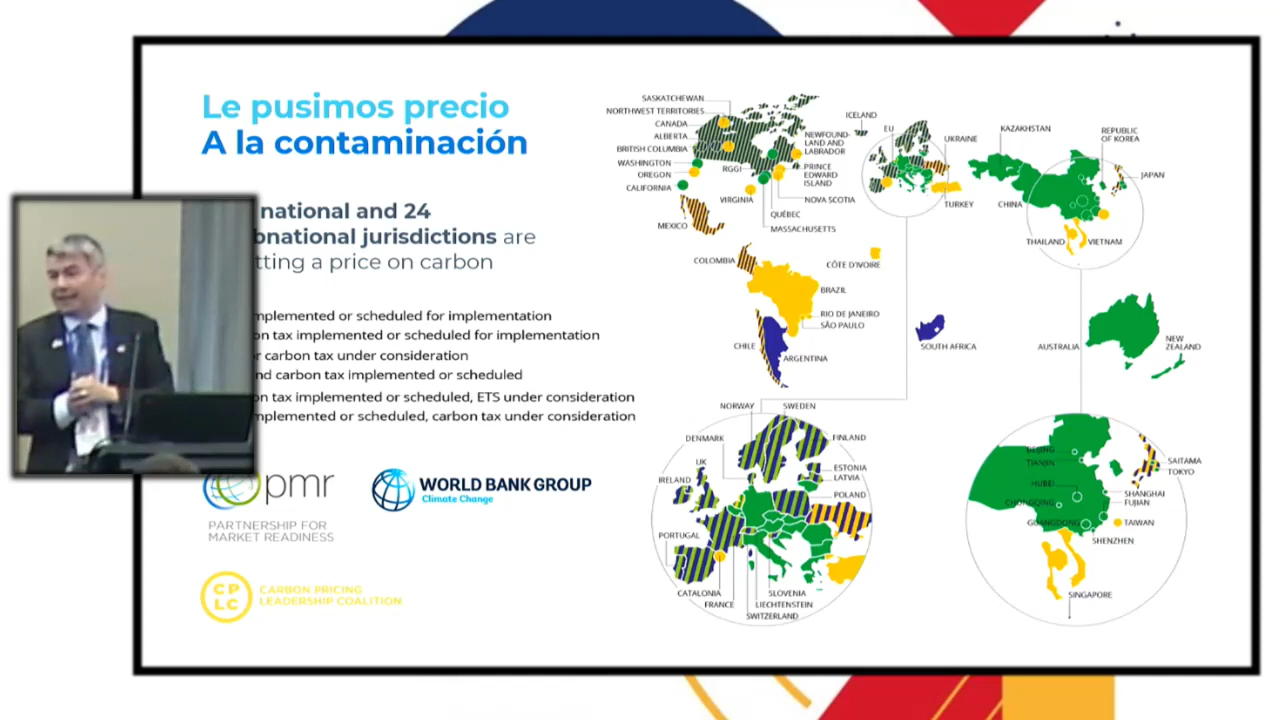 Le pusimos precio
A la contaminación
national and 24
bnational jurisdictions are
tting a price on carbon
mplemented or scheduled for implementation
on tax implemented or scheduled for implementation
or carbon tax under consideration
nd carbon tax implemented or scheduled
on tax implemented or scheduled, ETS under consideration
mplemented or scheduled, carbon tax under consideration
pmr
PARTNERSHIP FOR
MARKET READINESS
WORLD BANK GROUP
Climate Change
CP
LC
CARBON PRICING
LEADERSHIP COALITION
SASKATCHEWAN
NORTHWEST TERRITORIES
CANADA
ALBERTA
BRITISH COLUMBIA
WASHINGTON
OREGON
CALIFORNIA
MEXICO
RGGI
VIRGINIA
NEWFOUND-
LAND AND
LABRADOR
PRINCE
EDWARD
ISLAND
NOVA SCOTIA
QUÉBEC
MASSACHUSETTS
ICELAND
EU
UKRAINE
TURKEY
KAZAKHSTAN
REPUBLIC
OF KOREA
JAPAN
CHINA
THAILAND
VIETNAM
COLOMBIA
CÔTE D'IVOIRE
BRAZIL
RIO DE JANEIRO
SÃO PAULO
CHILE
ARGENTINA
SOUTH AFRICA
AUSTRALIA
NEW
ZEALAND
NORWAY
SWEDEN
DENMARK
FINLAND
UK
ESTONIA
LATVIA
IRELAND
POLAND
PORTUGAL
CATALONIA
SLOVENIA
FRANCE
LIECHTENSTEIN
SWITZERLAND
BEIJING
TIANJIN
HUBEI
CHONGQING
GUANGDONG
SAITAMA
TOKYO
SHANGHAI
FUJIAN
TAIWAN
SHENZHEN
SINGAPORE